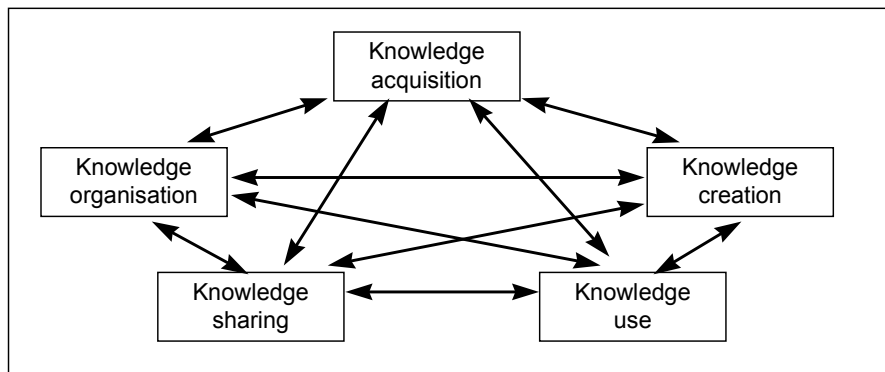 Knowledge
acquisition
Knowledge
organisation
Knowledge
creation
Knowledge
sharing
Knowledge
use